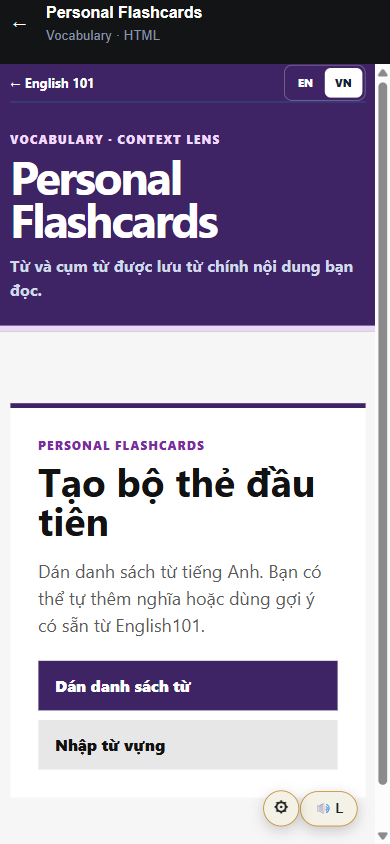 ←
Personal Flashcards
Vocabulary · HTML
← English 101
EN
VN
VOCABULARY · CONTEXT LENS
Personal
Flashcards
Từ và cụm từ được lưu từ chính nội dung bạn
đọc.
PERSONAL FLASHCARDS
Tạo bộ thẻ đầu
tiên
Dán danh sách từ tiếng Anh. Bạn có
thể tự thêm nghĩa hoặc dùng gợi ý
có sẵn từ English101.
Dán danh sách từ
Nhập từ vựng
L